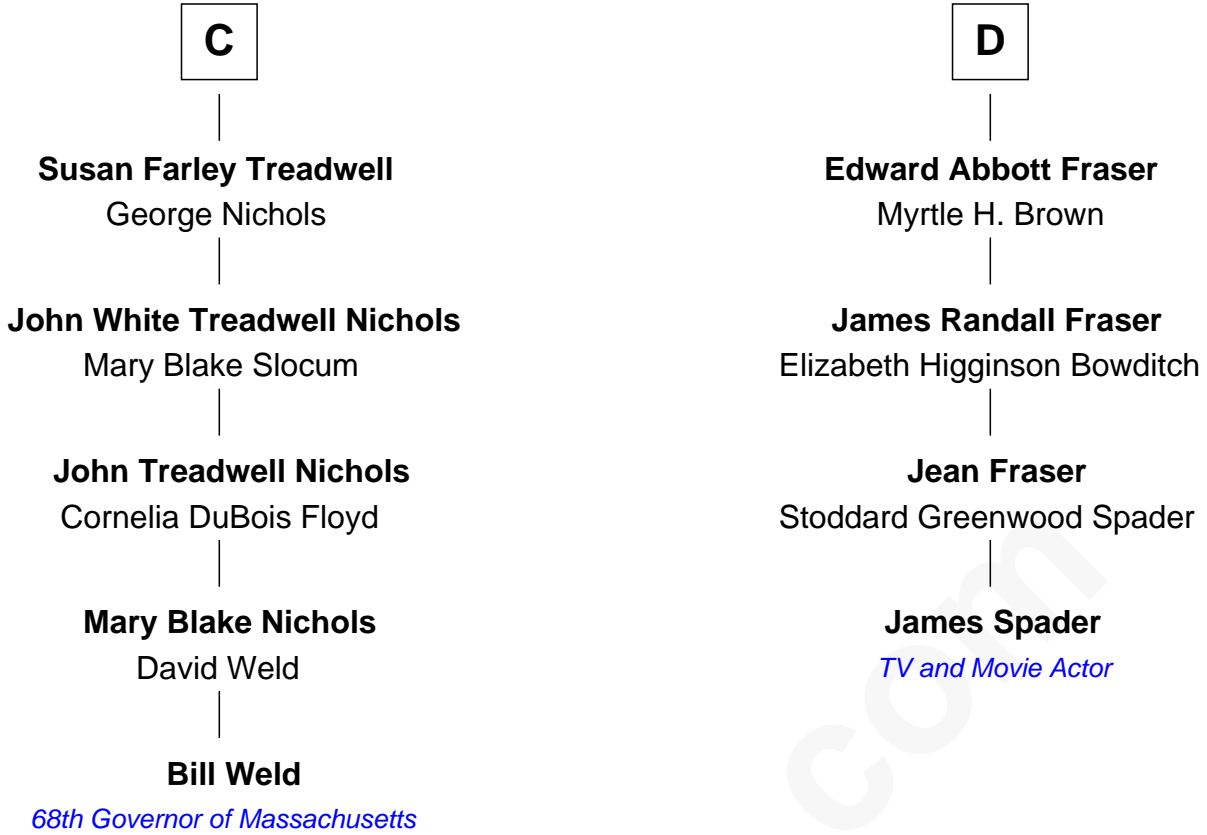 C
Susan Farley Treadwell
George Nichols
John White Treadwell Nichols
Mary Blake Slocum
John Treadwell Nichols
Cornelia DuBois Floyd
Mary Blake Nichols
David Weld
Bill Weld
68th Governor of Massachusetts
D
Edward Abbott Fraser
Myrtle H. Brown
James Randall Fraser
Elizabeth Higginson Bowditch
Jean Fraser
Stoddard Greenwood Spader
James Spader
TV and Movie Actor
com